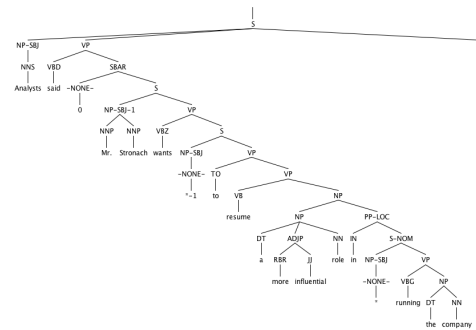 S
NP-SBJ VP
NNS VBD SBAR
Analysts said -NONE- S
0 NP-SBJ-1 VP
NNP NNP VBZ S
Mr. Stronach wants NP-SBJ VP
-NONE- TO VP
*-1 to VB NP
resume NP PP-LOC
DT ADJP NN IN S-NOM
a RBR JJ role in NP-SBJ VP
more influential -NONE- VBG NP
* running DT NN
the company